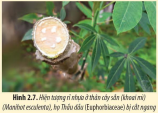 Hình 2.7. Hiện tượng rỉ nhựa ở thân cây sắn (khoai mì)
(Manihot esculenta), họ Thầu dầu (Euphorbiaceae) bị cắt ngang